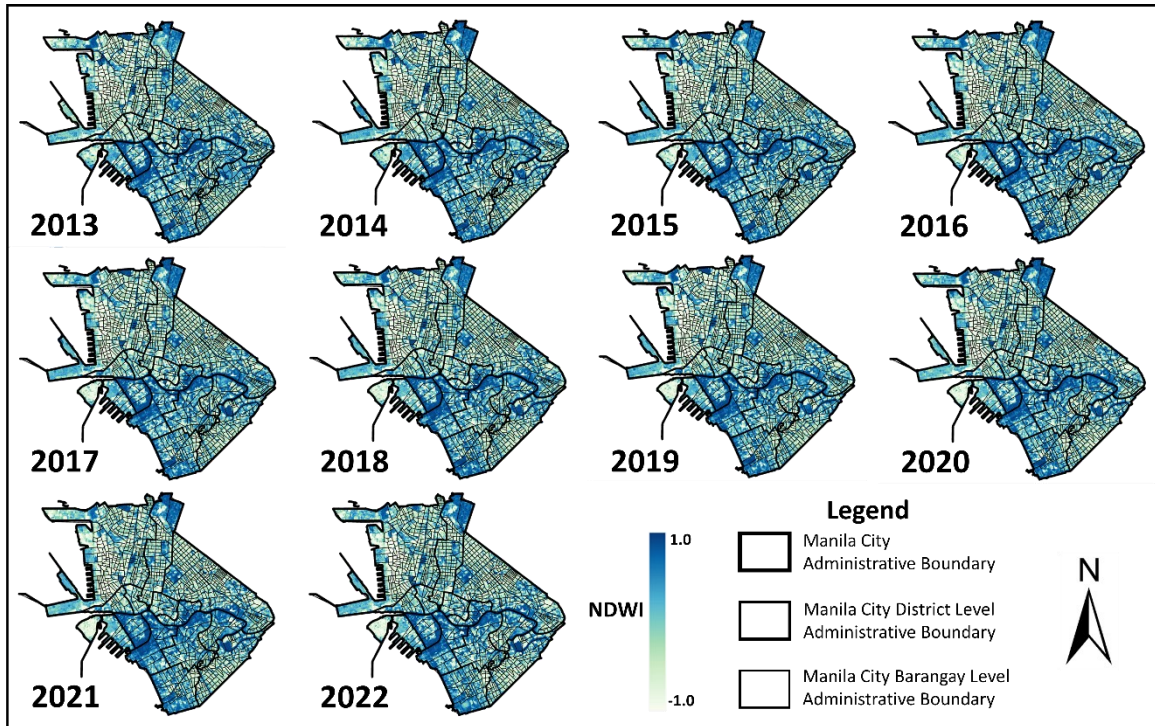 2013
2014
2015
2016
2017
2018
2019
2020
2021
2022
NDWI
1.0
-1.0
Legend
Manila City
Administrative Boundary
Manila City District Level
Administrative Boundary
Manila City Barangay Level
Administrative Boundary
N